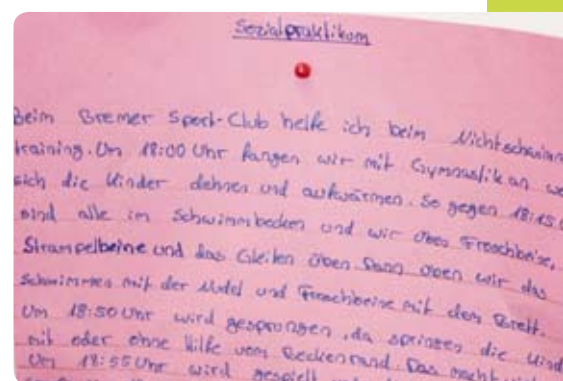 Sozialpraktikum
Beim Bremer Sport-Club helfe ich beim Nichtschwimm
training. Um 18:00 Uhr fangen wir mit Gymnastik an we
sich die Kinder dehnen und aufwärmen. So gegen 18:15 U
sind alle im Schwimmbecken und wir üben Froschbeine,
Strampelbeine und das Gleiten üben. Dann üben wir das
Schwimmen mit der Nudel und Froschbeine mit dem Brett.
Um 18:50 Uhr wird gesprungen, da springen die Kind
mit oder ohne Hilfe vom Beckenrand. Das macht
Um 18:55 Uhr wird gespielt